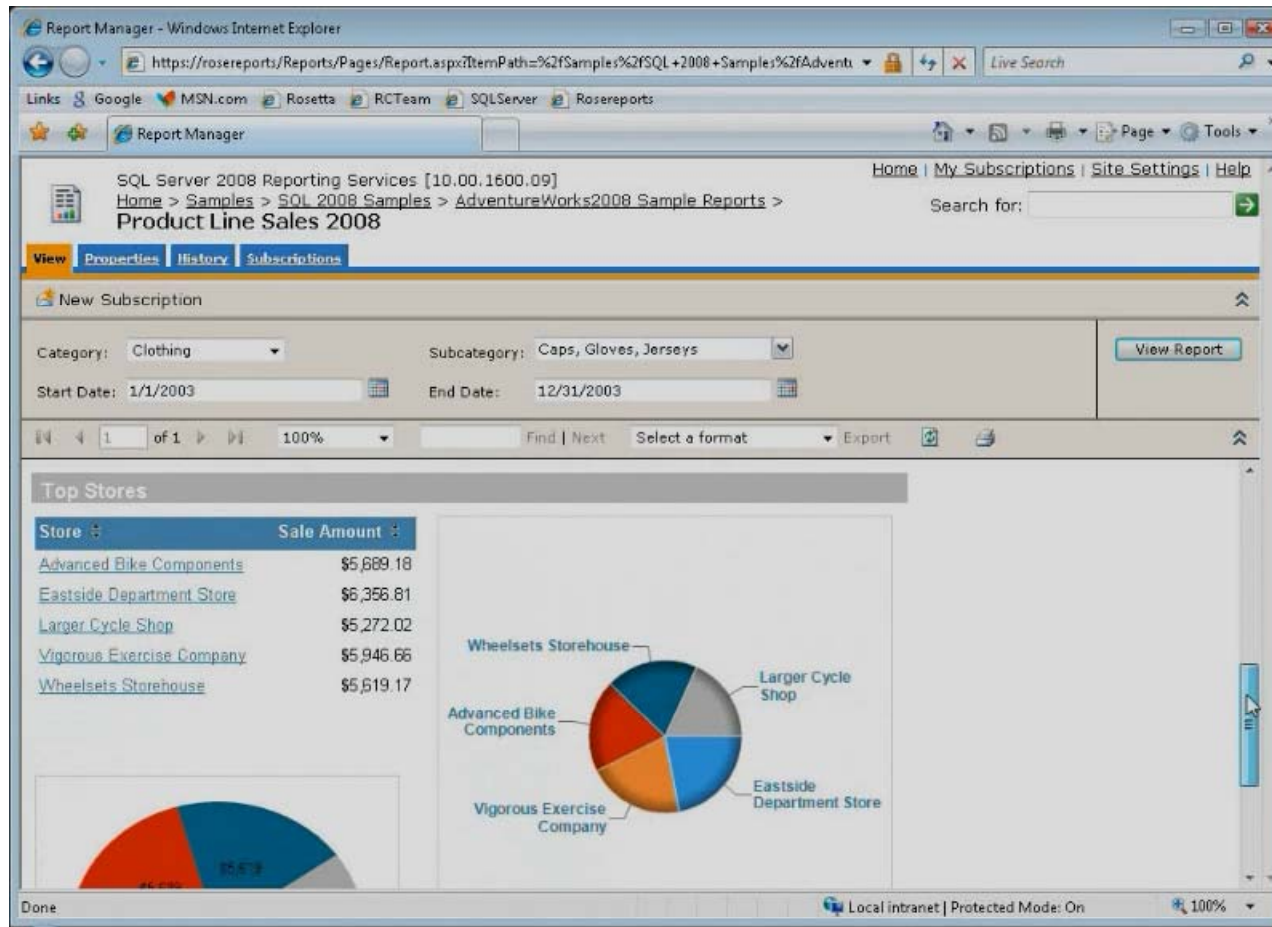 Report Manager - Windows Internet Explorer
https://rosereports/Reports/Pages/Report.aspx?ItemPath=%2fSamples%2fSQL+2008+Samples%2fAdventu
Live Search
Links Google MSN.com Rosetta RCTeam SQLServer Rosereports
Report Manager
Page Tools
SQL Server 2008 Reporting Services [10.00.1600.09]
Home > Samples > SQL 2008 Samples > AdventureWorks2008 Sample Reports >
Product Line Sales 2008
Home | My Subscriptions | Site Settings | Help
Search for:
View Properties History Subscriptions
New Subscription
Category: Clothing Subcategory: Caps, Gloves, Jerseys View Report
Start Date: 1/1/2003 End Date: 12/31/2003
1 of 1 100% Find | Next Select a format Export
Top Stores
Store Sale Amount
Advanced Bike Components $5,689.18
Eastside Department Store $6,356.81
Larger Cycle Shop $5,272.02
Vigorous Exercise Company $5,946.66
Wheelsets Storehouse $5,619.17
Wheelsets Storehouse
Larger Cycle
Shop
Advanced Bike
Components
Eastside
Department Store
Vigorous Exercise
Company
$5,619
Done Local intranet | Protected Mode: On 100%